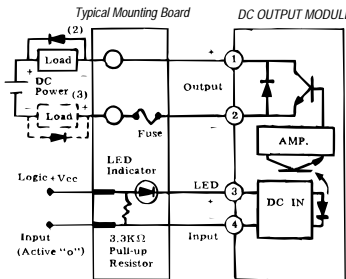 Typical Mounting Board
DC OUTPUT MODUL
(2)
Load
+
1
+
-
DC
Power
(3)
Output
-
Load
+
-
2
Fuse
AMP.
LED
Indicator
Logic+Vcc
LED
3
+
DC IN
-
Input
4
Input
(Active "o")
3.3KΩ
Pull-up
Resistor